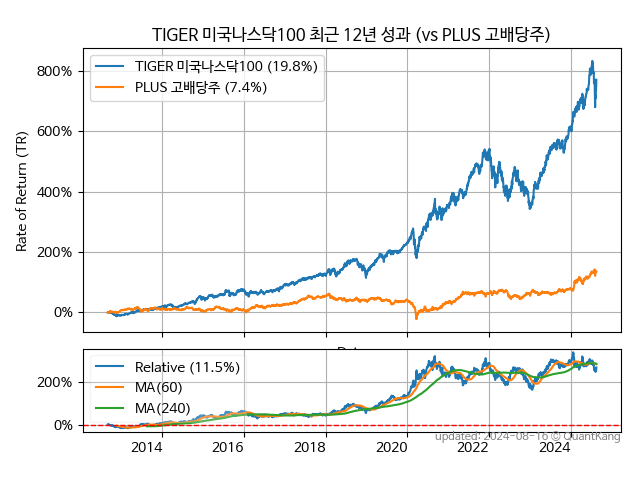 TIGER 미국나스닥100 최근 12년 성과 (vs PLUS 고배당주)
TIGER 미국나스닥100 (19.8%)
PLUS 고배당주 (7.4%)
Rate of Return (TR)
800%
600%
400%
200%
0%
Relative (11.5%)
MA(60)
MA(240)
200%
0%
2014 2016 2018 2020 2022 2024
updated: 2024-08-16 © QuantKang